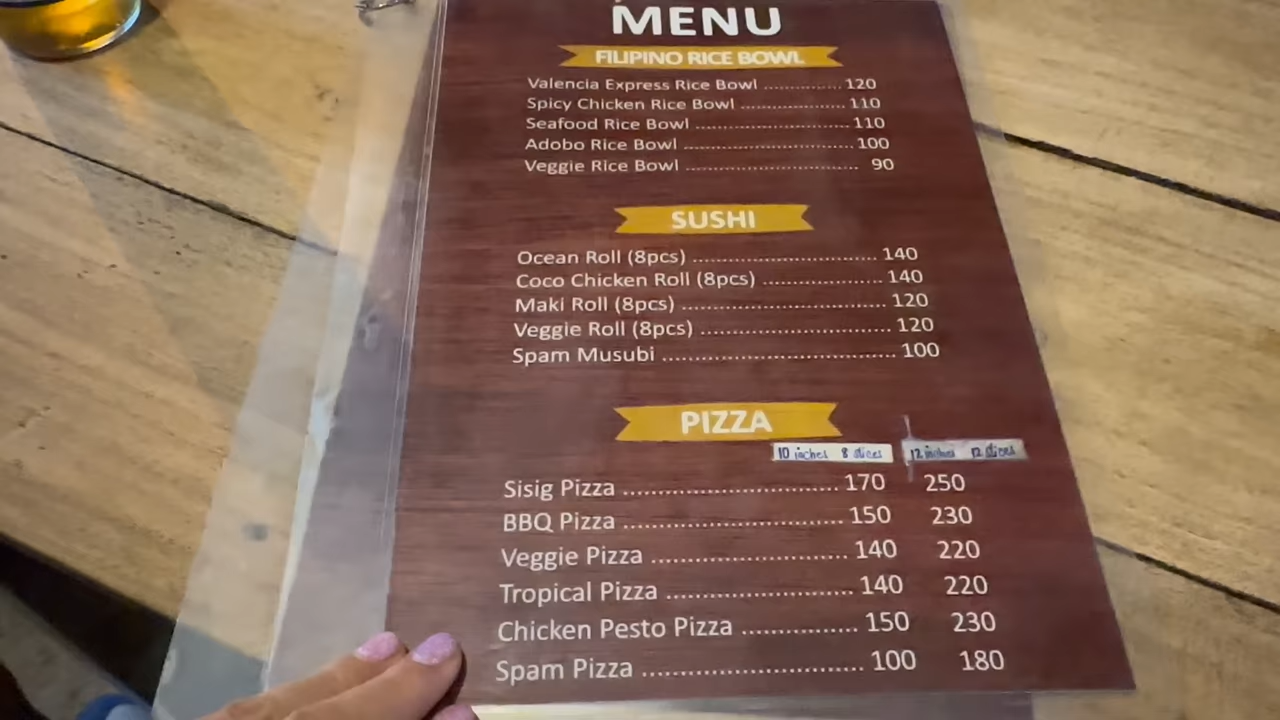 MENU
FILIPINO RICE BOWL
Valencia Express Rice Bowl .............. 120
Spicy Chicken Rice Bowl ................... 110
Seafood Rice Bowl ............................ 110
Adobo Rice Bowl ............................... 100
Veggie Rice Bowl ................................ 90
SUSHI
Ocean Roll (8pcs) ................................ 140
Coco Chicken Roll (8pcs) ..................... 140
Maki Roll (8pcs) ................................... 120
Veggie Roll (8pcs) ................................ 120
Spam Musubi ....................................... 100
PIZZA
10 inches 8 slices 12 inches 12 slices
Sisig Pizza .................................. 170 250
BBQ Pizza ................................... 150 230
Veggie Pizza ............................... 140 220
Tropical Pizza ............................. 140 220
Chicken Pesto Pizza ................. 150 230
Spam Pizza ................................ 100 180